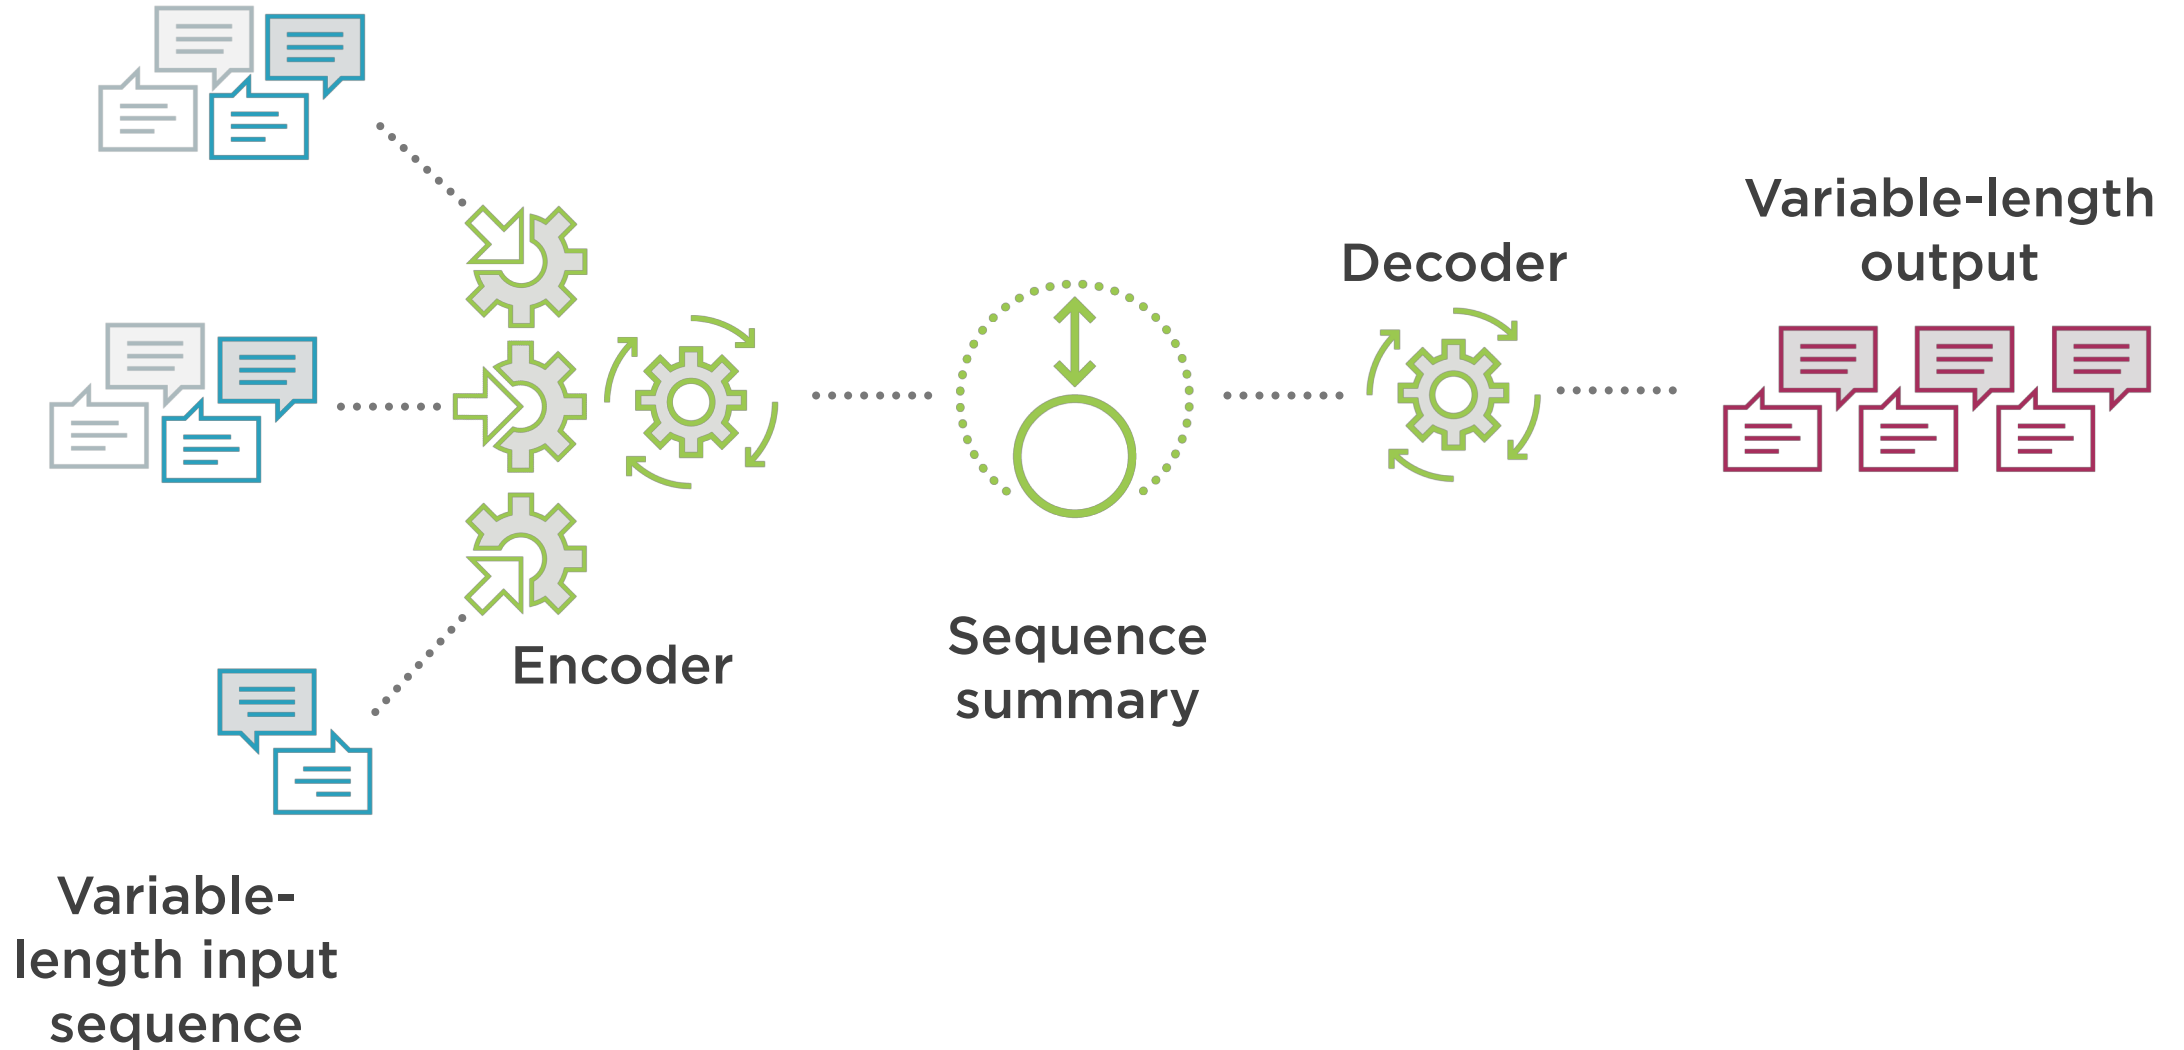 Variable-
length input
sequence
Encoder
Sequence
summary
Decoder
Variable-length
output